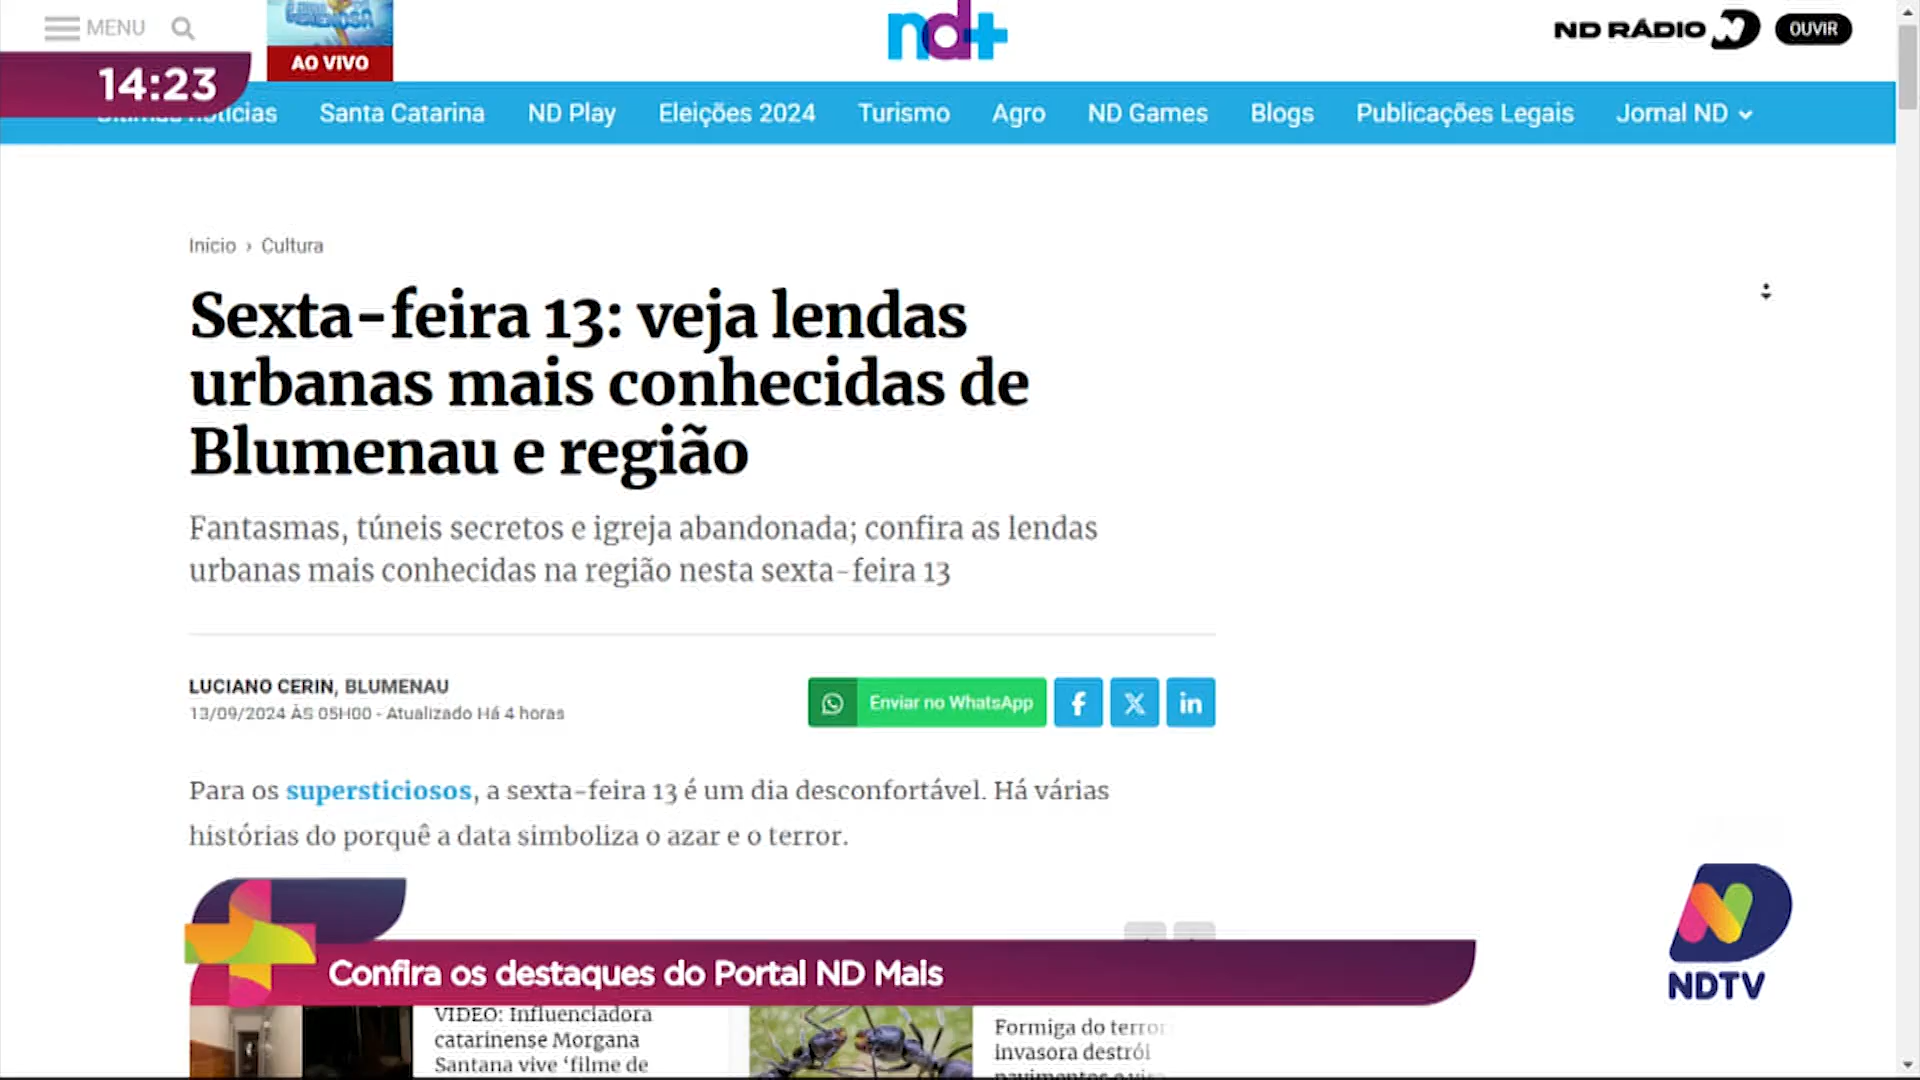 MENU
AO VIVO
nd+
ND RÁDIO
OUVIR
14:23
Últimas notícias
Santa Catarina
ND Play
Eleições 2024
Turismo
Agro
ND Games
Blogs
Publicações Legais
Jornal ND
Início › Cultura
Sexta-feira 13: veja lendas
urbanas mais conhecidas de
Blumenau e região
Fantasmas, túneis secretos e igreja abandonada; confira as lendas
urbanas mais conhecidas na região nesta sexta-feira 13
LUCIANO CERIN, BLUMENAU
13/09/2024 ÀS 05H00 - Atualizado Há 4 horas
Enviar no WhatsApp
Para os supersticiosos, a sexta-feira 13 é um dia desconfortável. Há várias
histórias do porquê a data simboliza o azar e o terror.
Confira os destaques do Portal ND Mais
NDTV
VÍDEO: Influenciadora
catarinense Morgana
Santana vive ‘filme de
Formiga do terror
invasora destrói